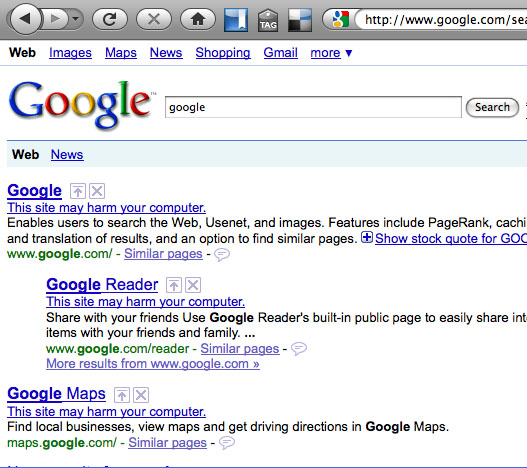 TAG
http://www.google.com/sea
Web Images Maps News Shopping Gmail more ▼
Google™ google Search
Web News
Google
This site may harm your computer.
Enables users to search the Web, Usenet, and images. Features include PageRank, cachi
and translation of results, and an option to find similar pages. Show stock quote for GOO
www.google.com/ - Similar pages -
Google Reader
This site may harm your computer.
Share with your friends Use Google Reader's built-in public page to easily share inte
items with your friends and family. ...
www.google.com/reader - Similar pages -
More results from www.google.com »
Google Maps
This site may harm your computer.
Find local businesses, view maps and get driving directions in Google Maps.
maps.google.com/ - Similar pages -